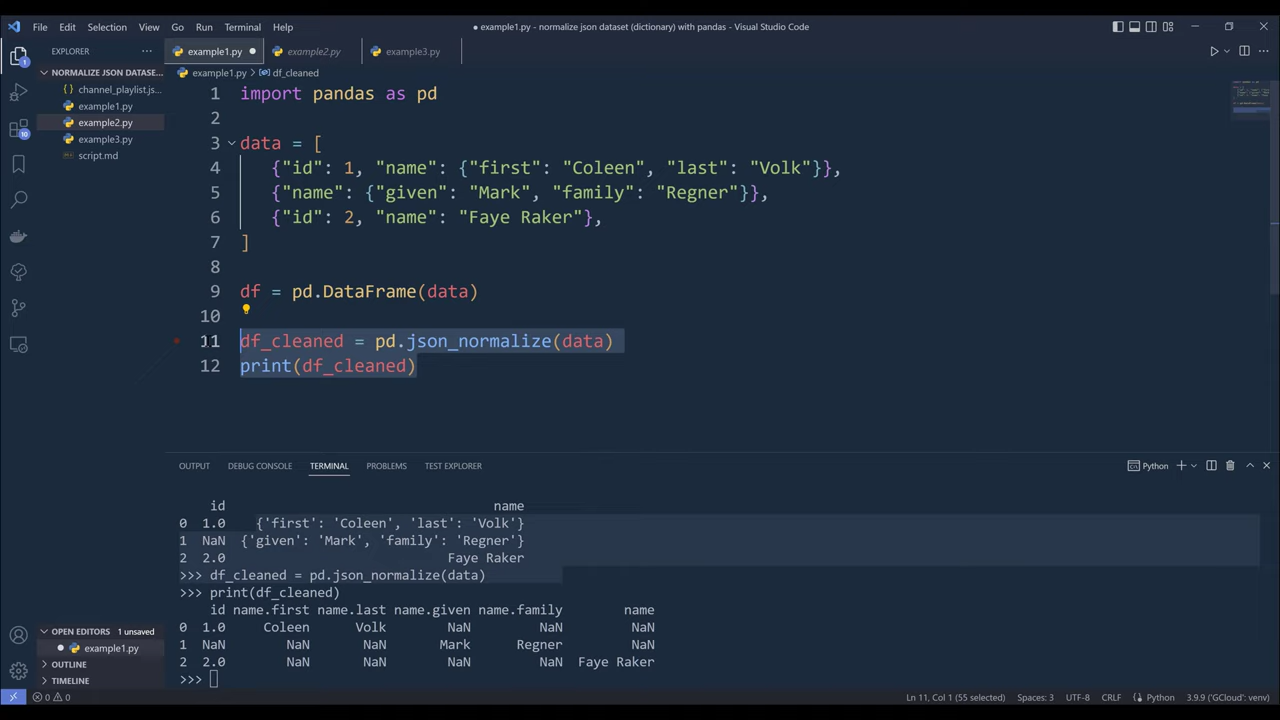 File Edit Selection View Go Run Terminal Help
example1.py - normalize json dataset (dictionary) with pandas - Visual Studio Code
EXPLORER
example1.py
example2.py
example3.py
NORMALIZE JSON DATASET...
example1.py > df_cleaned
channel_playlist.js...
example1.py
example2.py
example3.py
script.md
1
10
1 import pandas as pd
2
3 data = [
4 {"id": 1, "name": {"first": "Coleen", "last": "Volk"}},
5 {"name": {"given": "Mark", "family": "Regner"}},
6 {"id": 2, "name": "Faye Raker"},
7 ]
8
9 df = pd.DataFrame(data)
10
11 df_cleaned = pd.json_normalize(data)
12 print(df_cleaned)
OUTPUT DEBUG CONSOLE TERMINAL PROBLEMS TEST EXPLORER
Python
id name
0 1.0 {'first': 'Coleen', 'last': 'Volk'}
1 NaN {'given': 'Mark', 'family': 'Regner'}
2 2.0 Faye Raker
>>> df_cleaned = pd.json_normalize(data)
>>> print(df_cleaned)
id name.first name.last name.given name.family name
0 1.0 Coleen Volk NaN NaN NaN
1 NaN NaN NaN Mark Regner NaN
2 2.0 NaN NaN NaN NaN Faye Raker
>>>
OPEN EDITORS 1 unsaved
example1.py
OUTLINE
TIMELINE
0 0
Ln 11, Col 1 (55 selected) Spaces: 3 UTF-8 CRLF Python 3.9.9 ('GCloud': venv)